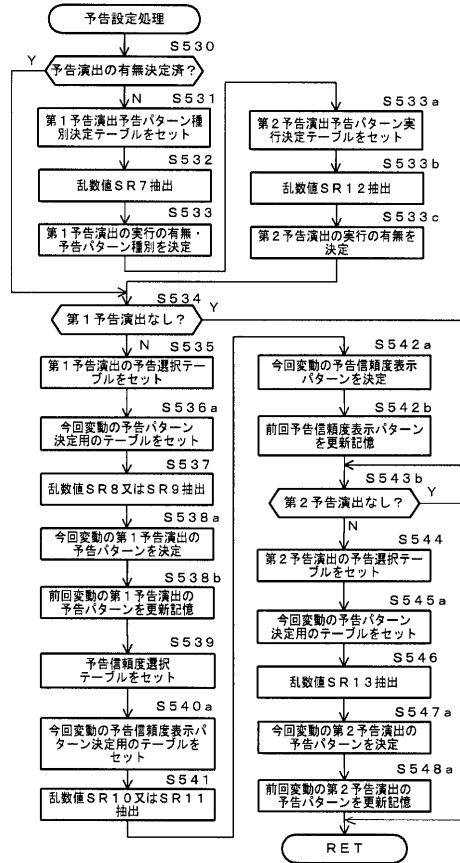 予告設定処理
S530
Y
予告演出の有無決定済?
N
S531
第1予告演出予告パターン種
別決定テーブルをセット
S532
乱数値SR7抽出
S533
第1予告演出の実行の有無・
予告パターン種別を決定
S533a
第2予告演出予告パターン実
行決定テーブルをセット
S533b
乱数値SR12抽出
S533c
第2予告演出の実行の有無を
決定
S534
第1予告演出なし?
Y
N
S535
第1予告演出の予告選択テー
ブルをセット
S536a
今回変動の予告パターン
決定用のテーブルをセット
S537
乱数値SR8又はSR9抽出
S538a
今回変動の第1予告演出の
予告パターンを決定
S538b
前回変動の第1予告演出の
予告パターンを更新記憶
S539
予告信頼度選択
テーブルをセット
S540a
今回変動の予告信頼度表示パ
ターン決定用のテーブルを
セット
S541
乱数値SR10又はSR11
抽出
S542a
今回変動の予告信頼度表示
パターンを決定
S542b
前回予告信頼度表示パターン
を更新記憶
S543b
第2予告演出なし?
Y
N
S544
第2予告演出の予告選択テー
ブルをセット
S545a
今回変動の予告パターン
決定用のテーブルをセット
S546
乱数値SR13抽出
S547a
今回変動の第2予告演出の
予告パターンを決定
S548a
前回変動の第2予告演出の
予告パターンを更新記憶
RET